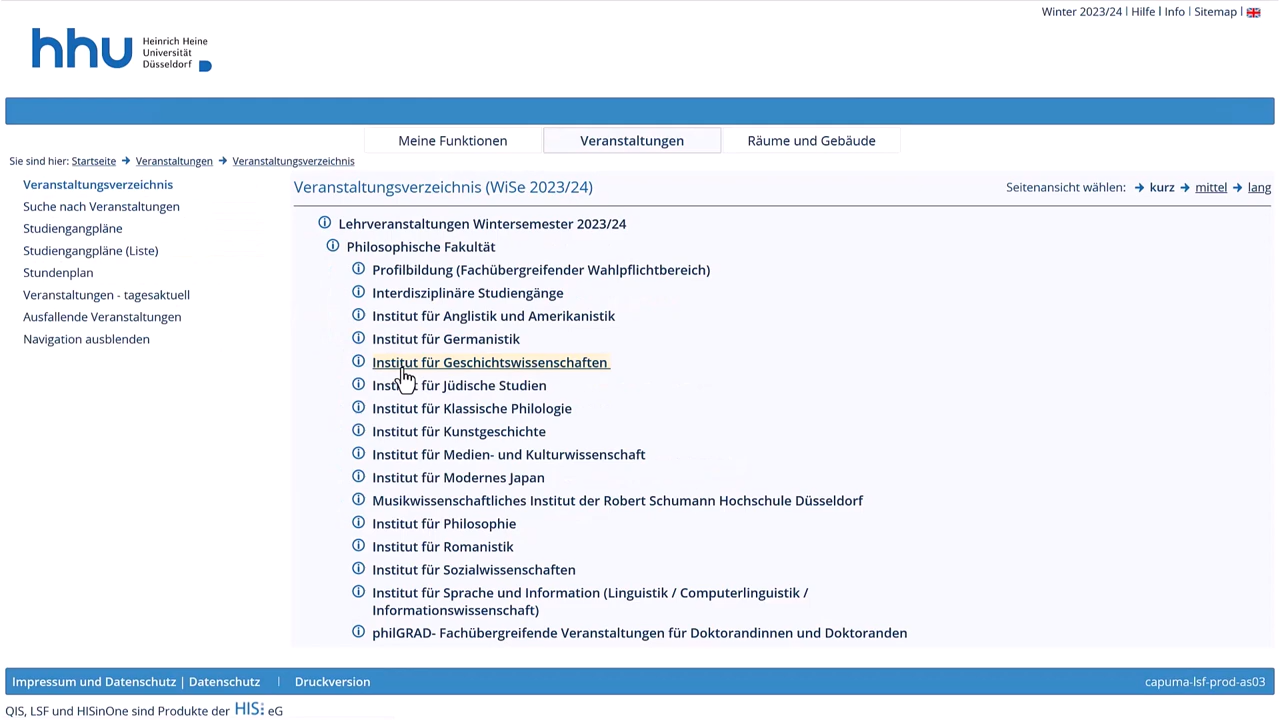 Winter 2023/24 | Hilfe | Info | Sitemap |
hhu Heinrich Heine
Universität
Düsseldorf
Meine Funktionen Veranstaltungen Räume und Gebäude
Sie sind hier: Startseite → Veranstaltungen → Veranstaltungsverzeichnis
Veranstaltungsverzeichnis
Suche nach Veranstaltungen
Studiengangpläne
Studiengangpläne (Liste)
Stundenplan
Veranstaltungen - tagesaktuell
Ausfallende Veranstaltungen
Navigation ausblenden
Veranstaltungsverzeichnis (WiSe 2023/24)
Seitenansicht wählen: → kurz → mittel → lang
Lehrveranstaltungen Wintersemester 2023/24
Philosophische Fakultät
Profilbildung (Fachübergreifender Wahlpflichtbereich)
Interdisziplinäre Studiengänge
Institut für Anglistik und Amerikanistik
Institut für Germanistik
Institut für Geschichtswissenschaften
Institut für Jüdische Studien
Institut für Klassische Philologie
Institut für Kunstgeschichte
Institut für Medien- und Kulturwissenschaft
Institut für Modernes Japan
Musikwissenschaftliches Institut der Robert Schumann Hochschule Düsseldorf
Institut für Philosophie
Institut für Romanistik
Institut für Sozialwissenschaften
Institut für Sprache und Information (Linguistik / Computerlinguistik /
Informationswissenschaft)
philGRAD- Fachübergreifende Veranstaltungen für Doktorandinnen und Doktoranden
Impressum und Datenschutz | Datenschutz | Druckversion capuma-lsf-prod-as03
QIS, LSF und HISinOne sind Produkte der HIS: eG